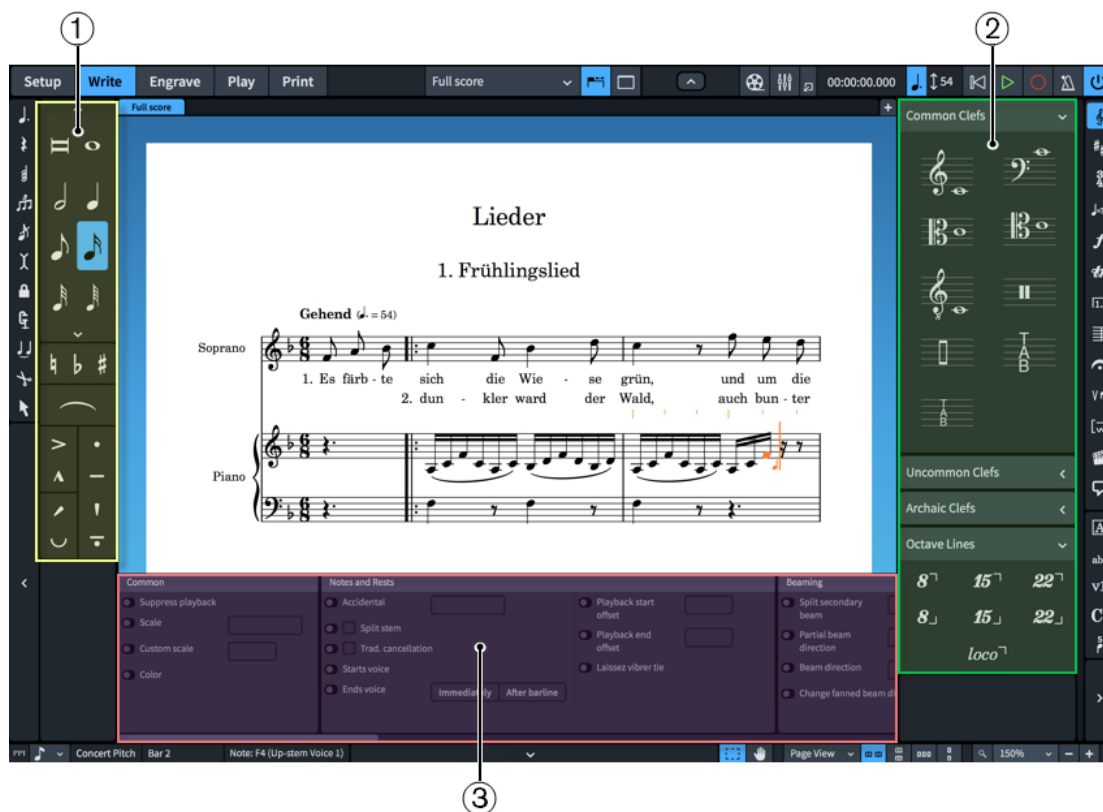 1
2
Setup Write Engrave Play Print Full score 00:00:00.000 54
Full score
Common Clefs
Lieder
1. Frühlingslied
Gehend (♩. = 54)
Soprano
1. Es färb - te sich die Wie - se grün, und um die
2. dun - kler ward der Wald, auch bun - ter
Piano
T
A
B
T
A
B
Uncommon Clefs
Archaic Clefs
Octave Lines
8 15 22
8 15 22
loco
Common
Suppress playback
Scale
Custom scale
Color
Notes and Rests
Accidental
Split stem
Trad. cancellation
Starts voice
Ends voice
Immediately After barline
Playback start
offset
Playback end
offset
Laissez vibrer tie
Beaming
Split secondary
beam
Partial beam
direction
Beam direction
Change fanned beam di
Concert Pitch Bar 2 Note: F4 (Up-stem Voice 1) Page View 150%
3